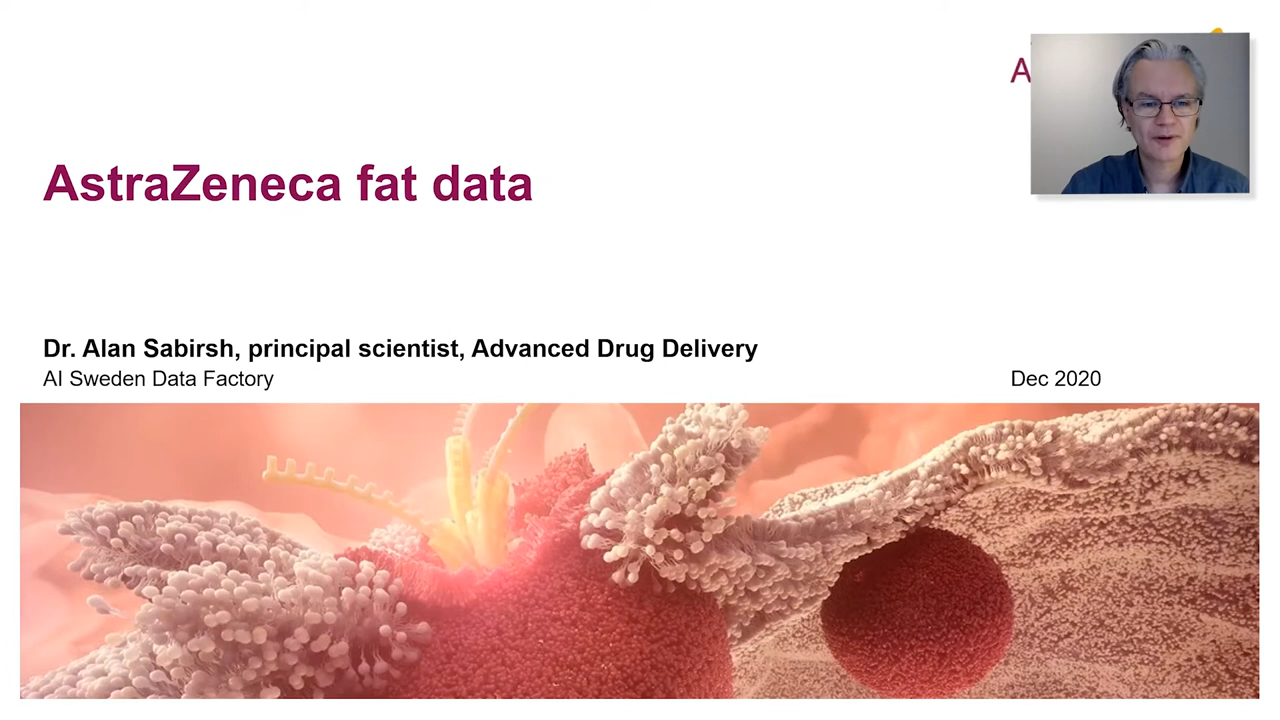 A
AstraZeneca fat data
Dr. Alan Sabirsh, principal scientist, Advanced Drug Delivery
AI Sweden Data Factory
Dec 2020